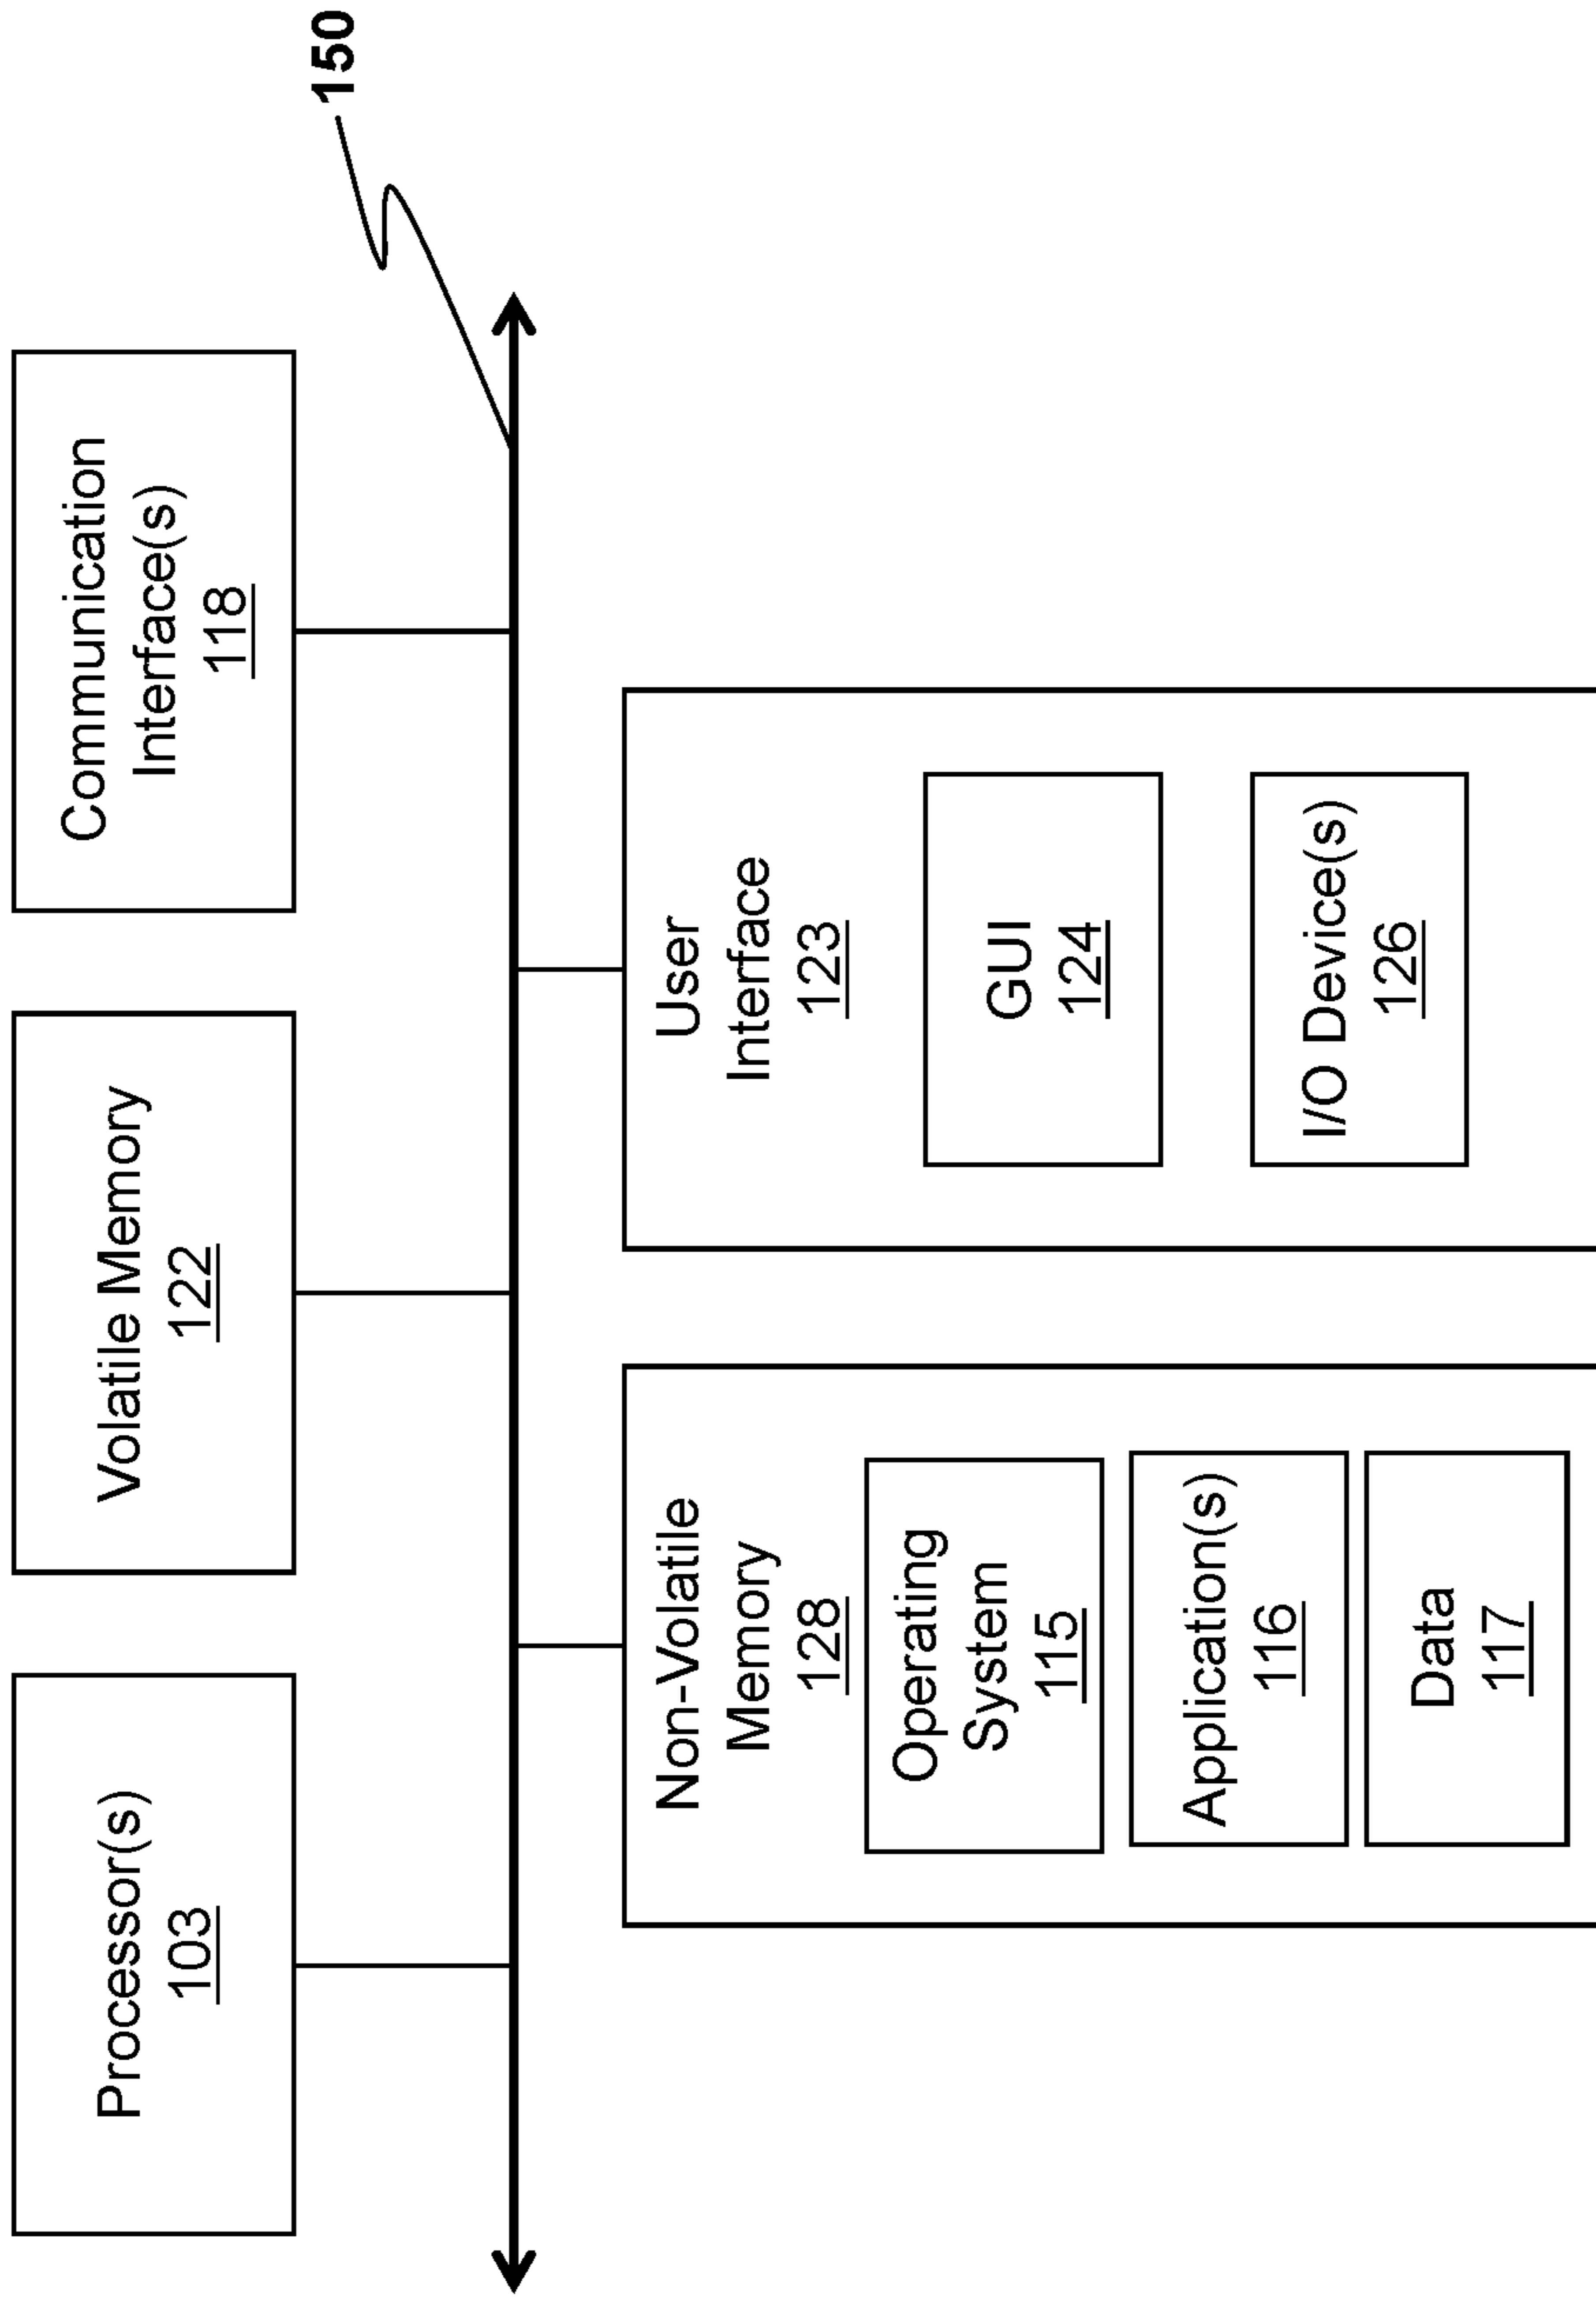 Processor(s)
103
Volatile Memory
122
Communication
Interface(s)
118
150
Non-Volatile
Memory
128
Operating
System
115
Application(s)
116
Data
117
User
Interface
123
GUI
124
I/O Device(s)
126